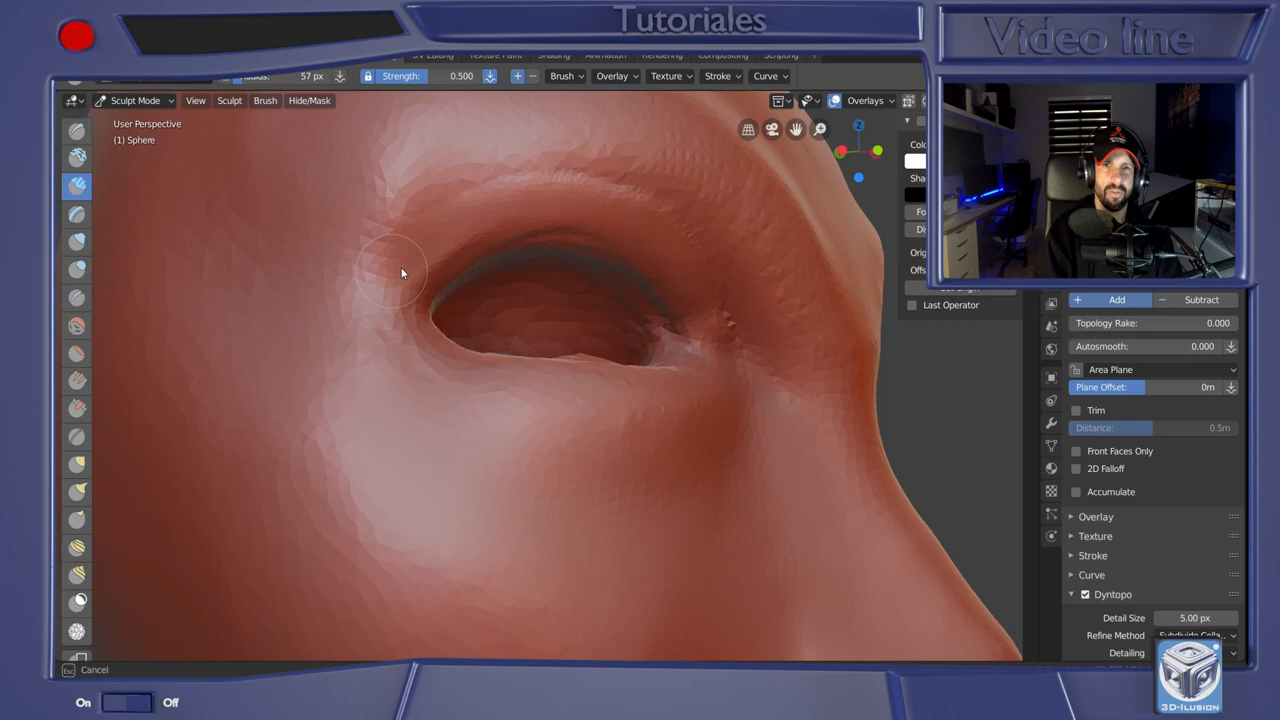 Tutoriales
Video line
57 px
Strength: 0.500
Brush
Overlay
Texture
Stroke
Curve
Sculpt Mode
View
Sculpt
Brush
Hide/Mask
Overlays
User Perspective
(1) Sphere
Z
Last Operator
Add
Subtract
Topology Rake: 0.000
Autosmooth: 0.000
Area Plane
Plane Offset: 0m
Trim
Distance: 0.5m
Front Faces Only
2D Falloff
Accumulate
Overlay
Texture
Stroke
Curve
Dyntopo
Detail Size 5.00 px
Refine Method
Detailing
Esc Cancel
On Off
3D-ILUSION